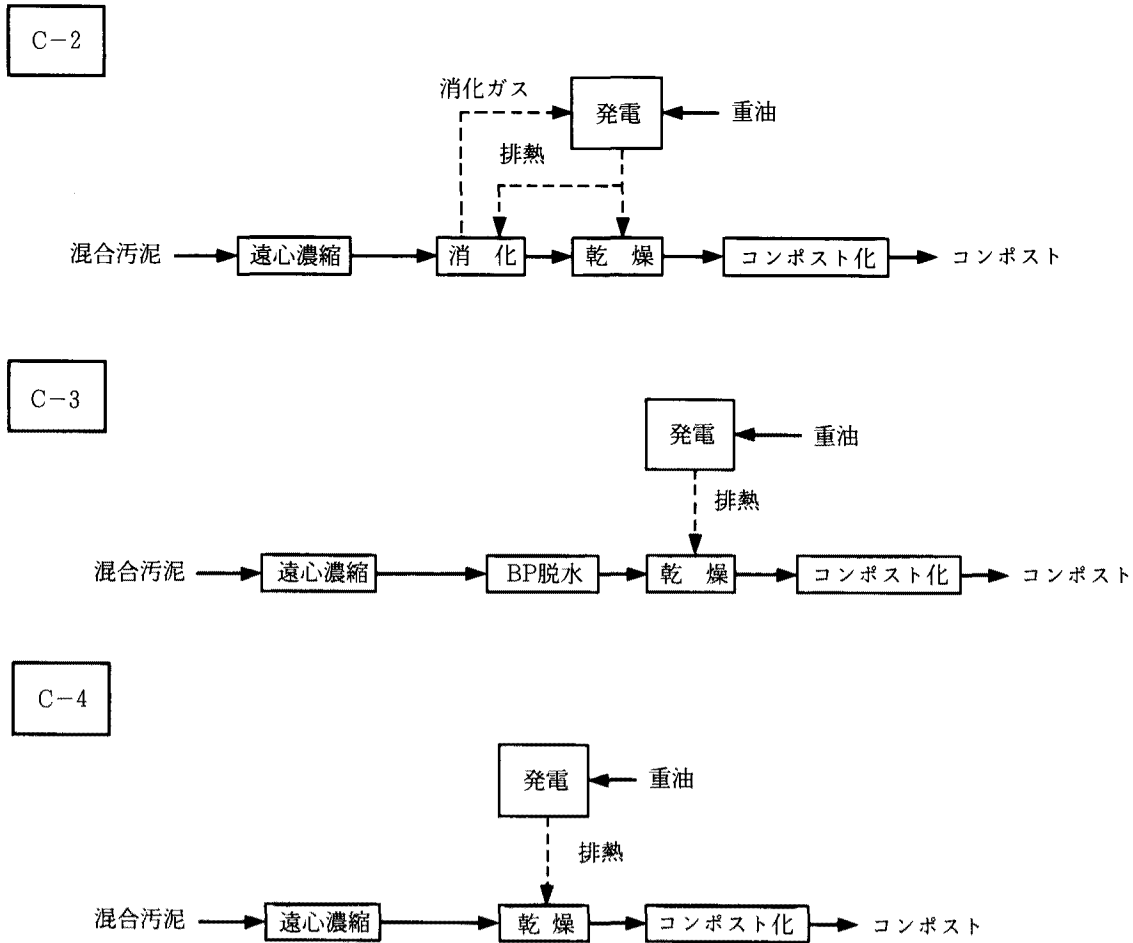 C-2
消化ガス
発電
重油
排熱
混合汚泥
遠心濃縮
消化
乾燥
コンポスト化
コンポスト
C-3
発電
重油
排熱
混合汚泥
遠心濃縮
BP脱水
乾燥
コンポスト化
コンポスト
C-4
発電
重油
排熱
混合汚泥
遠心濃縮
乾燥
コンポスト化
コンポスト